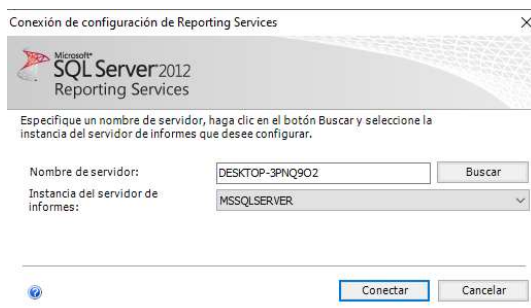 Conexión de configuración de Reporting Services
Microsoft
SQL Server 2012
Reporting Services
Especifique un nombre de servidor, haga clic en el botón Buscar y seleccione la
instancia del servidor de informes que desee configurar.
Nombre de servidor: DESKTOP-3PNQ9O2 Buscar
Instancia del servidor de
informes: MSSQLSERVER
Conectar Cancelar